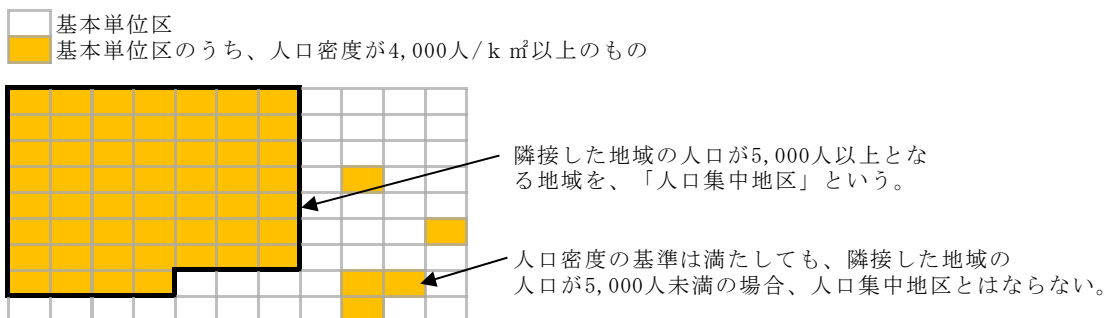 基本単位区
基本単位区のうち、人口密度が4,000人/ｋ㎡以上のもの
隣接した地域の人口が5,000人以上とな
る地域を、「人口集中地区」という。
人口密度の基準は満たしても、隣接した地域の
人口が5,000人未満の場合、人口集中地区とはならない。